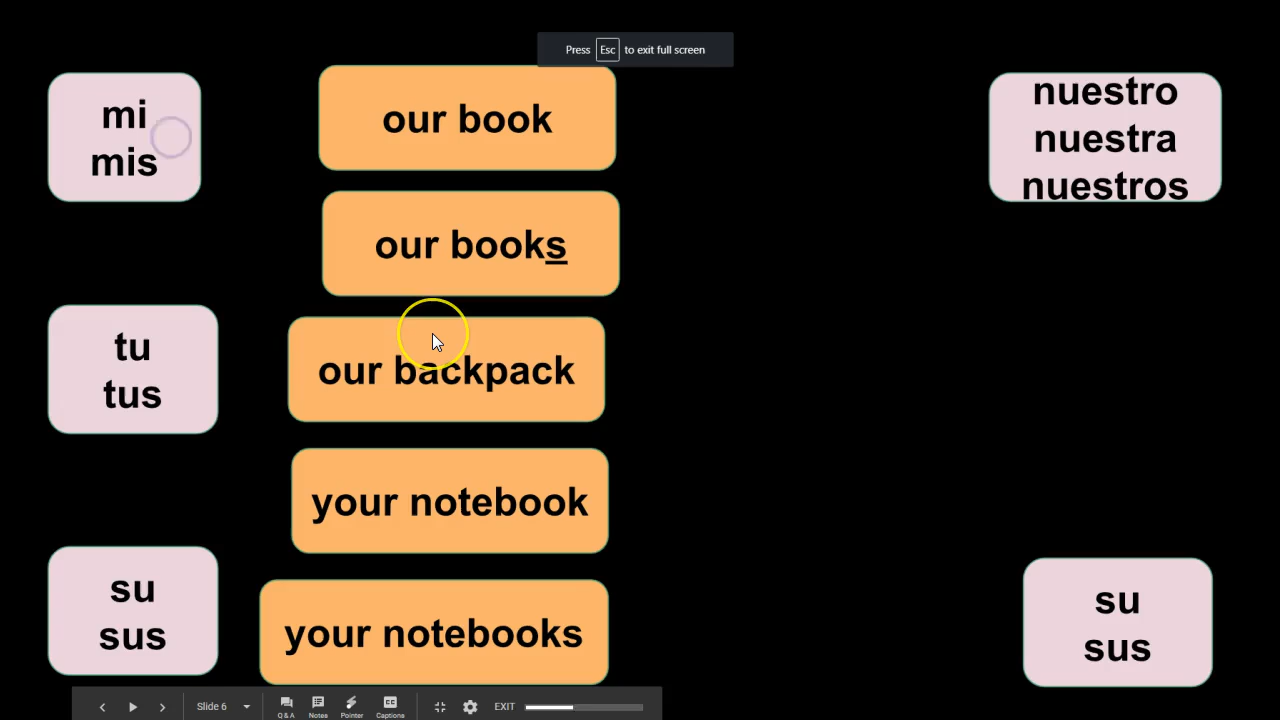 Press Esc to exit full screen
mi
mis
our book
nuestro
nuestra
nuestros
our books
tu
tus
our backpack
your notebook
su
sus
your notebooks
su
sus
Slide 6
Q & A
Notes
Pointer
CC
Captions
EXIT